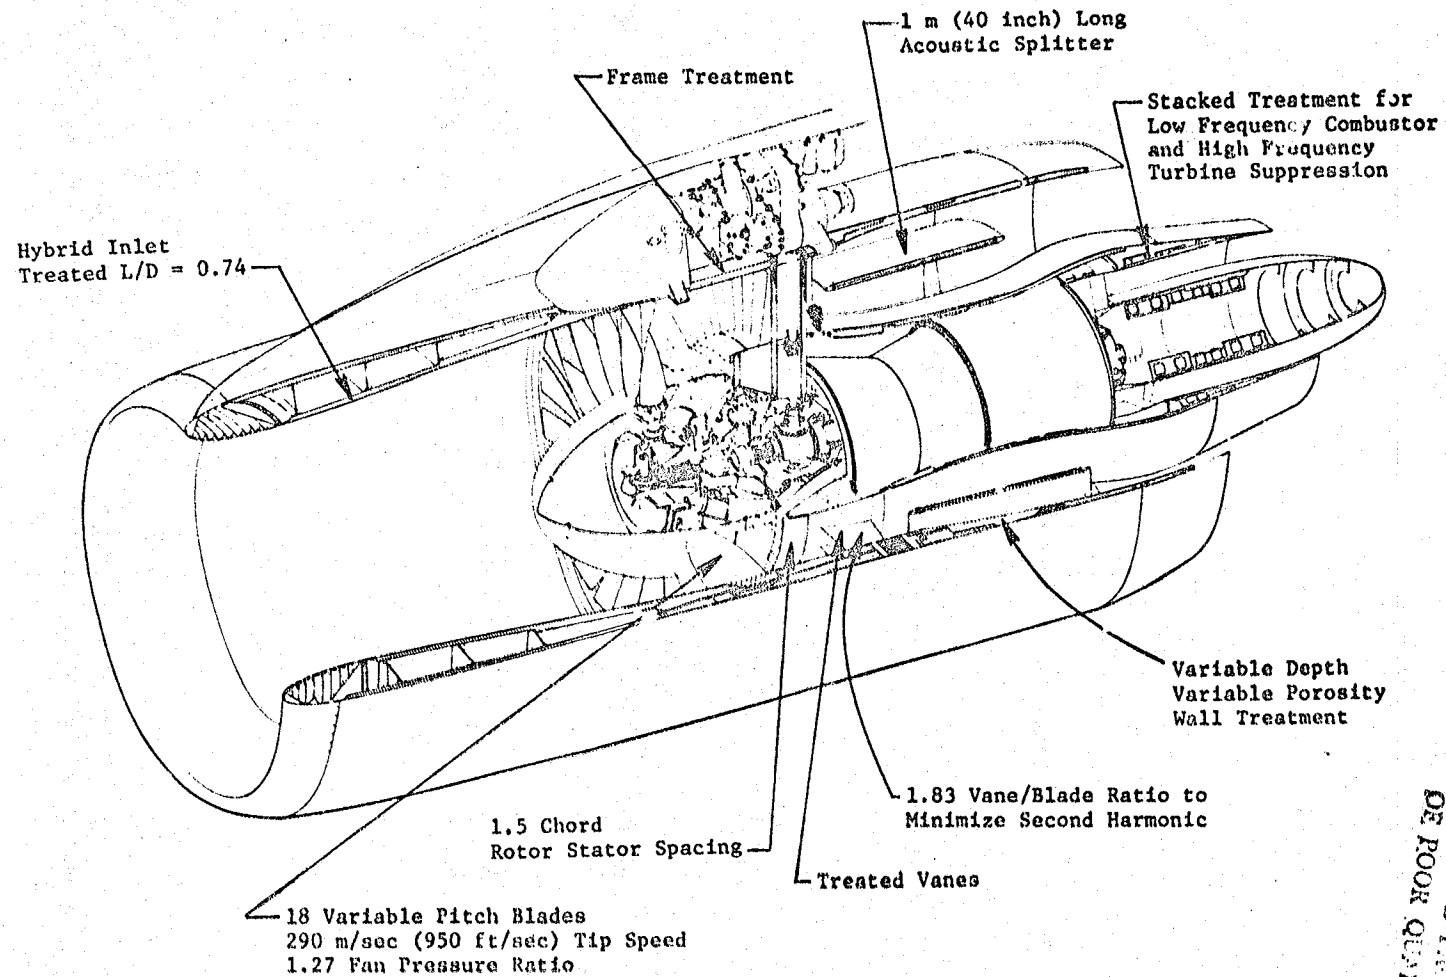 1 m (40 inch) Long
Acoustic Splitter
Frame Treatment
Stacked Treatment for
Low Frequency Combustor
and High Frequency
Turbine Suppression
Hybrid Inlet
Treated L/D = 0.74
Variable Depth
Variable Porosity
Wall Treatment
1.83 Vane/Blade Ratio to
Minimize Second Harmonic
1.5 Chord
Rotor Stator Spacing
Treated Vanes
18 Variable Pitch Blades
290 m/sec (950 ft/sec) Tip Speed
1.27 Fan Pressure Ratio
POOR